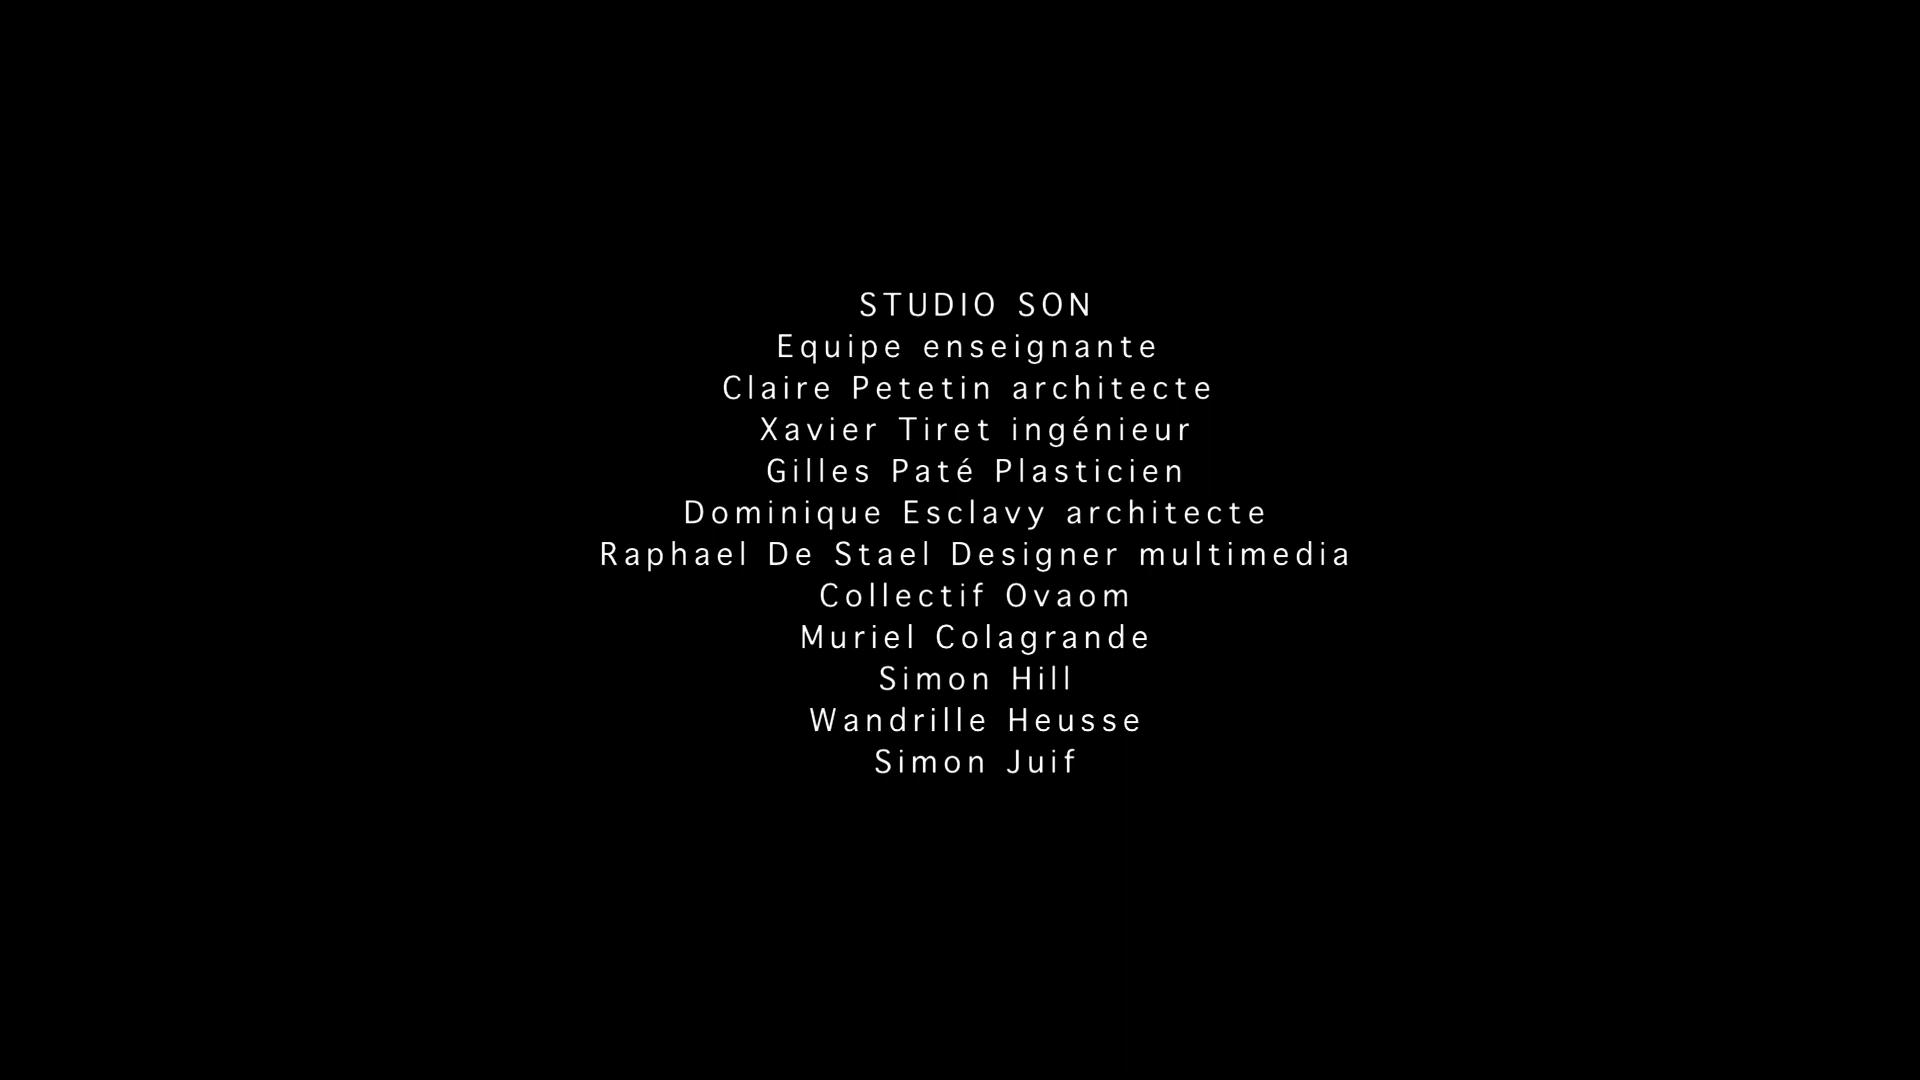 STUDIO SON
Equipe enseignante
Claire Petetin architecte
Xavier Tiret ingénieur
Gilles Paté Plasticien
Dominique Esclavy architecte
Raphael De Stael Designer multimedia
Collectif Ovaom
Muriel Colagrande
Simon Hill
Wandrille Heusse
Simon Juif